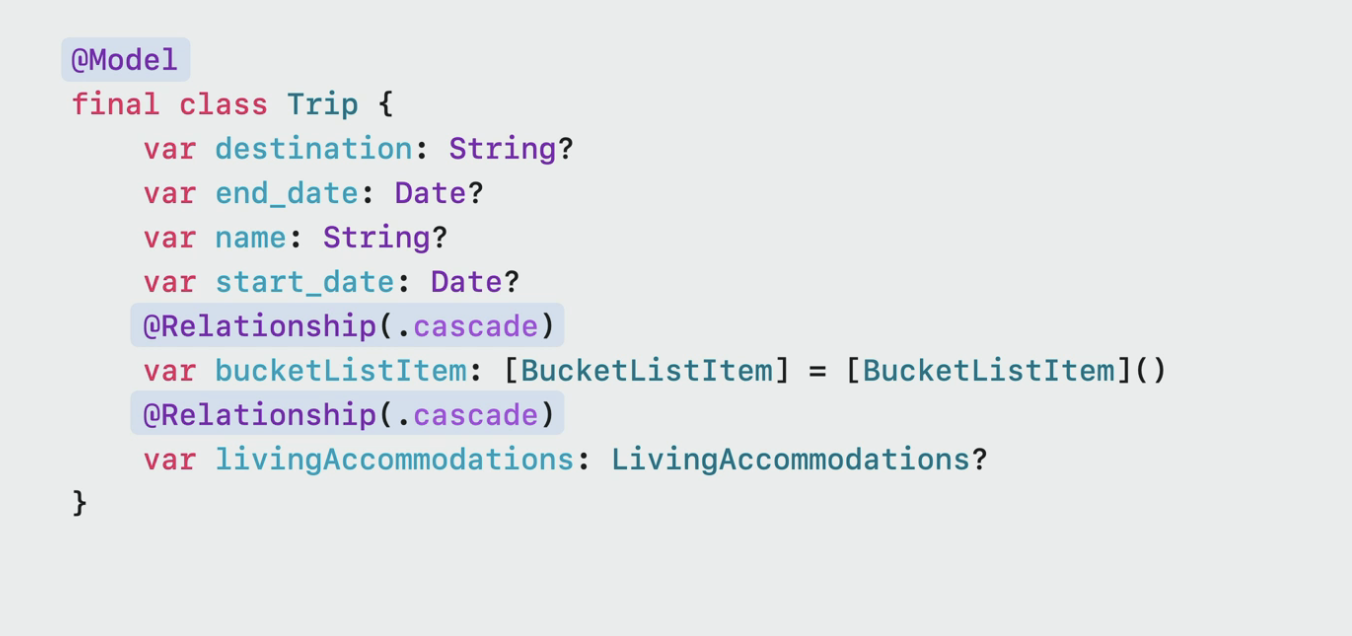 @Model
final class Trip {
    var destination: String?
    var end_date: Date?
    var name: String?
    var start_date: Date?
    @Relationship(.cascade)
    var bucketListItem: [BucketListItem] = [BucketListItem]()
    @Relationship(.cascade)
    var livingAccommodations: LivingAccommodations?
}